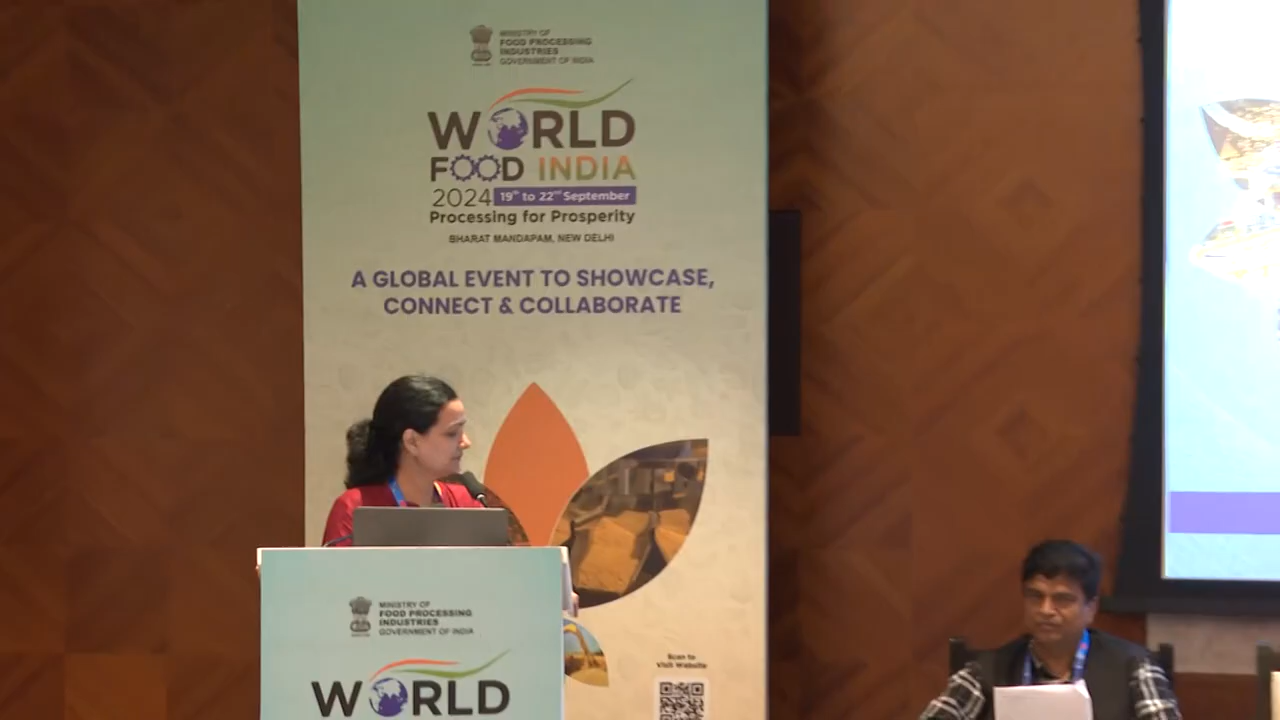 MINISTRY OF
FOOD PROCESSING
INDUSTRIES
GOVERNMENT OF INDIA
WORLD
FOOD INDIA
2024 19th to 22nd September
Processing for Prosperity
BHARAT MANDAPAM, NEW DELHI
A GLOBAL EVENT TO SHOWCASE,
CONNECT & COLLABORATE
Scan to
Visit Website
MINISTRY OF
FOOD PROCESSING
INDUSTRIES
GOVERNMENT OF INDIA
WORLD